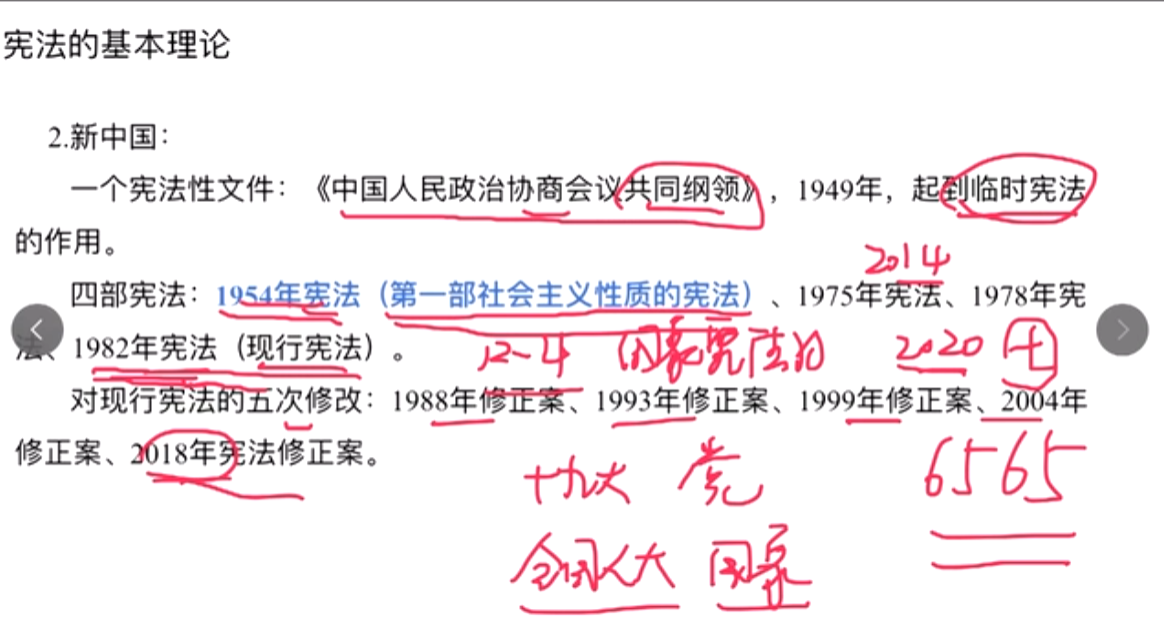 宪法的基本理论
2.新中国：
一个宪法性文件：《中国人民政治协商会议共同纲领》，1949年，起到临时宪法
的作用。
2014
四部宪法：1954年宪法（第一部社会主义性质的宪法）、1975年宪法、1978年宪
法、1982年宪法（现行宪法）。
12-4 国家宪法日 2020 七
对现行宪法的五次修改：1988年修正案、1993年修正案、1999年修正案、2004年
修正案、2018年宪法修正案。
十九大 党 6565
全国人大 国家